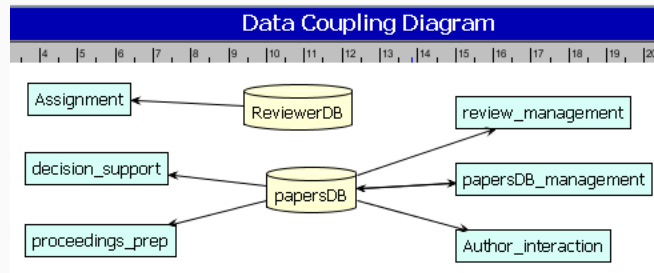 Data Coupling Diagram
4 5 6 7 8 9 10 11 12 13 14 15 16 17 18 19 20
Assignment
ReviewerDB
review_management
decision_support
papersDB
papersDB_management
proceedings_prep
Author_interaction